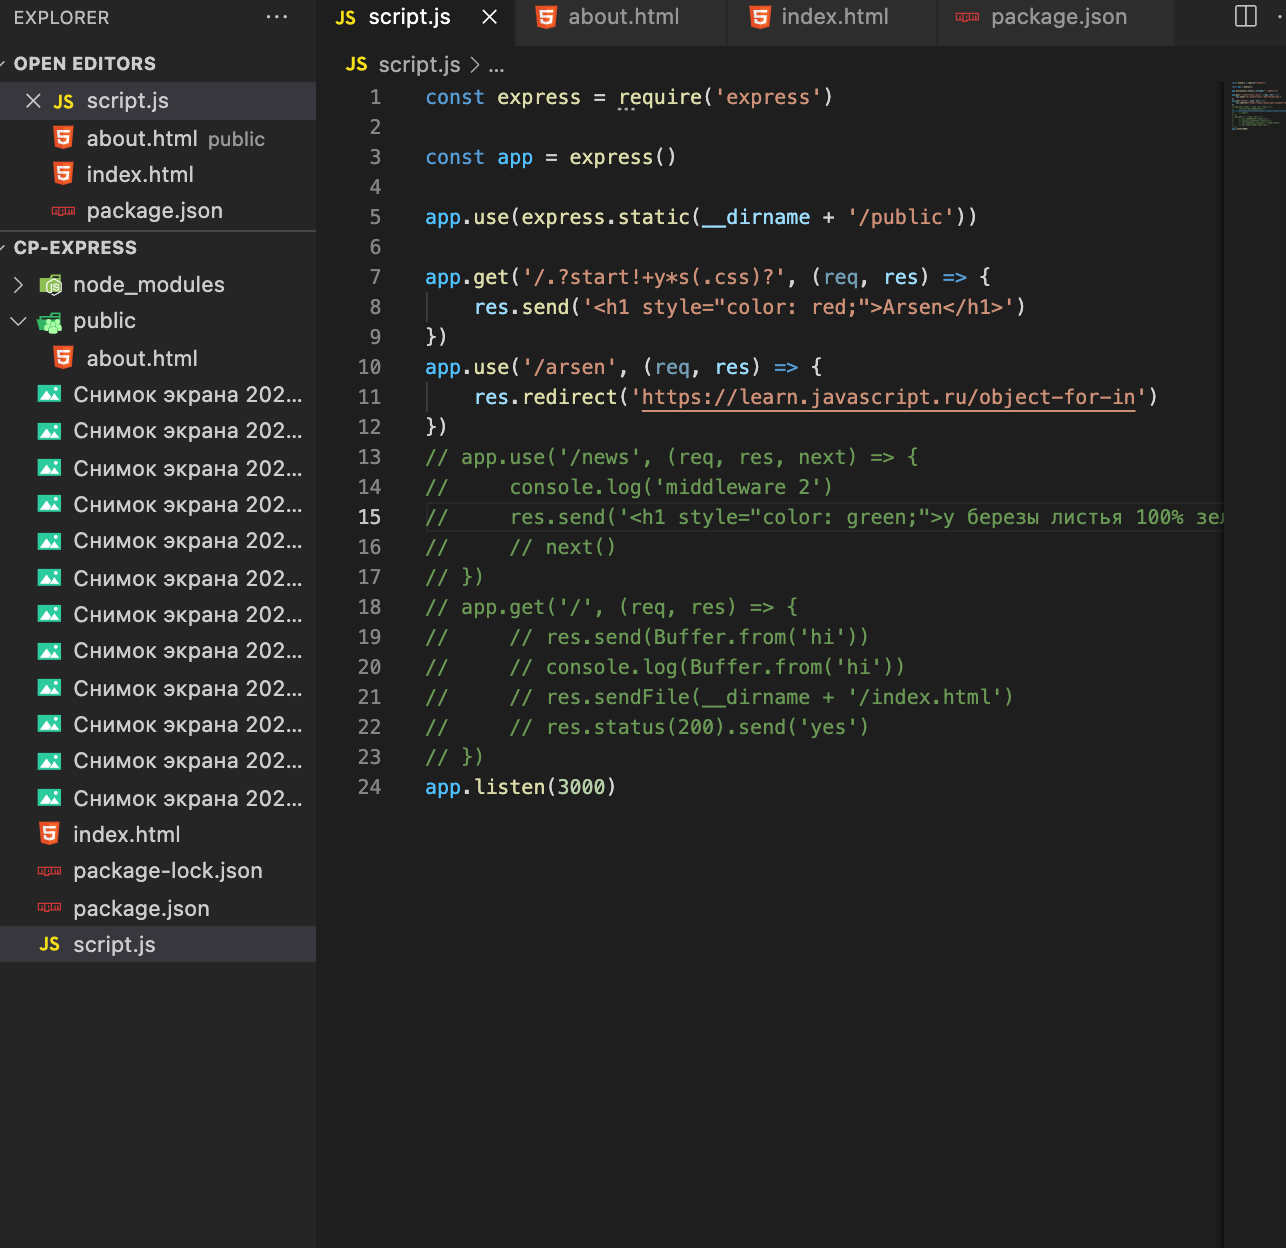 EXPLORER ...
OPEN EDITORS
JS script.js
about.html public
index.html
package.json
CP-EXPRESS
node_modules
public
about.html
Снимок экрана 202...
Снимок экрана 202...
Снимок экрана 202...
Снимок экрана 202...
Снимок экрана 202...
Снимок экрана 202...
Снимок экрана 202...
Снимок экрана 202...
Снимок экрана 202...
Снимок экрана 202...
Снимок экрана 202...
Снимок экрана 202...
index.html
package-lock.json
package.json
JS script.js
JS script.js about.html index.html package.json
JS script.js > ...
1 const express = require('express')
2
3 const app = express()
4
5 app.use(express.static(__dirname + '/public'))
6
7 app.get('/.?start!+y*s(.css)?', (req, res) => {
8 res.send('<h1 style="color: red;">Arsen</h1>')
9 })
10 app.use('/arsen', (req, res) => {
11 res.redirect('https://learn.javascript.ru/object-for-in')
12 })
13 // app.use('/news', (req, res, next) => {
14 // console.log('middleware 2')
15 // res.send('<h1 style="color: green;">у березы листья 100% зел
16 // // next()
17 // })
18 // app.get('/', (req, res) => {
19 // // res.send(Buffer.from('hi'))
20 // // console.log(Buffer.from('hi'))
21 // // res.sendFile(__dirname + '/index.html')
22 // // res.status(200).send('yes')
23 // })
24 app.listen(3000)